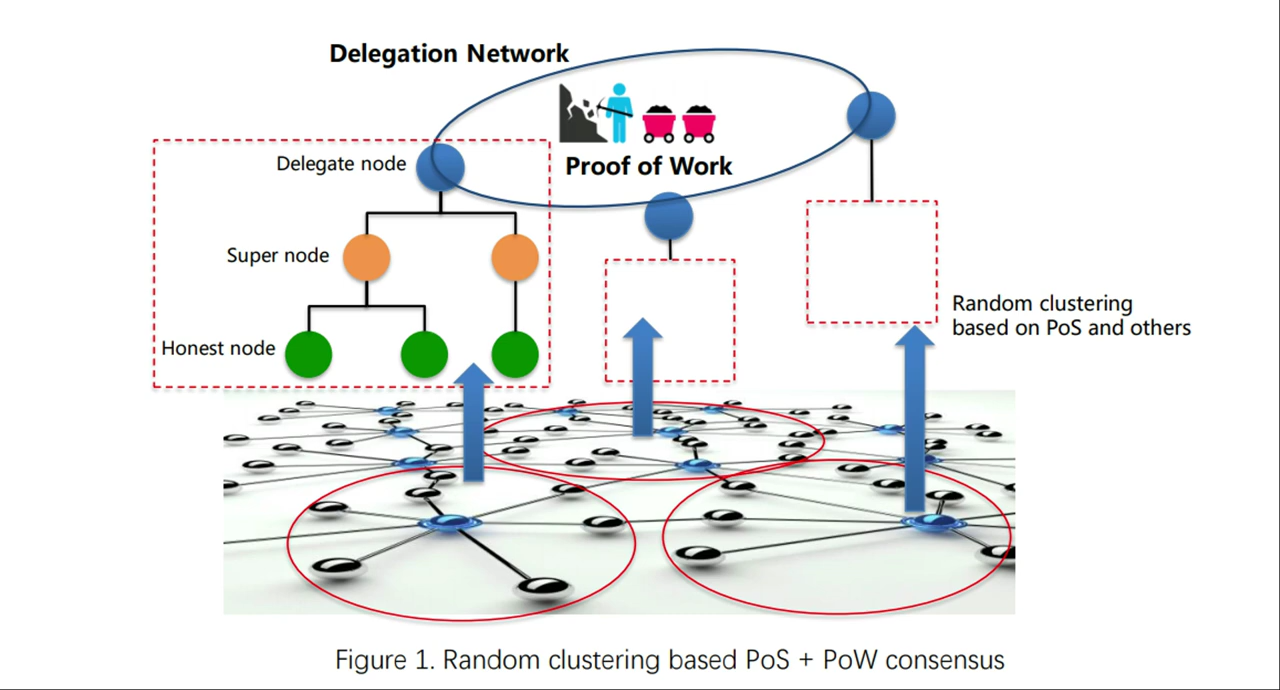 Delegation Network
Proof of Work
Delegate node
Super node
Honest node
Random clustering
based on PoS and others
Figure 1. Random clustering based PoS + PoW consensus